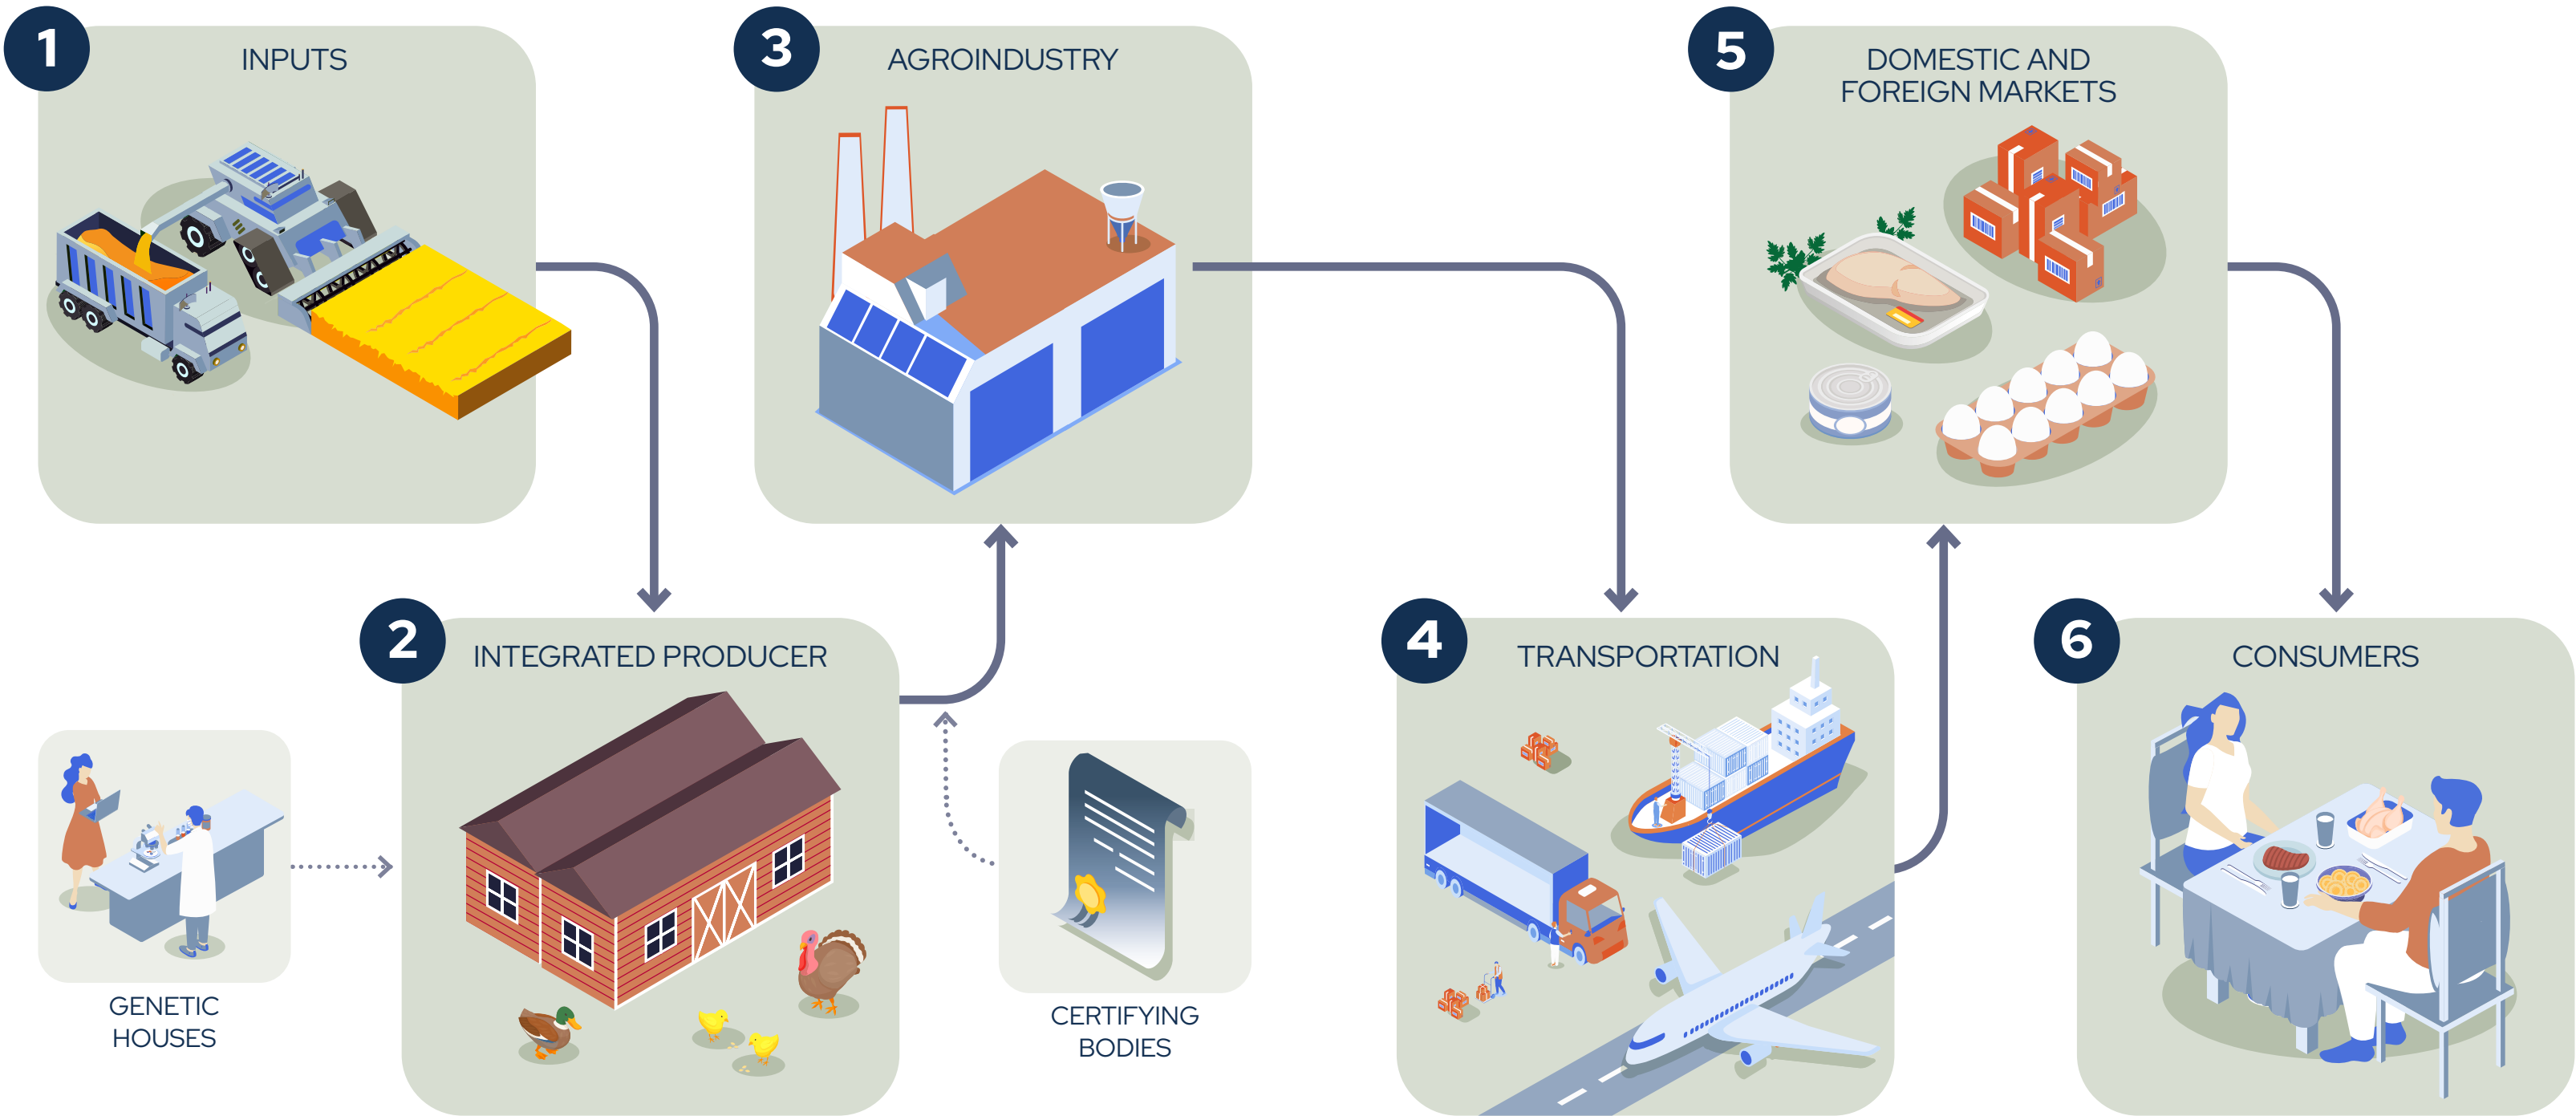 1
INPUTS
2
INTEGRATED PRODUCER
GENETIC
HOUSES
CERTIFYING
BODIES
3
AGROINDUSTRY
4
TRANSPORTATION
5
DOMESTIC AND
FOREIGN MARKETS
6
CONSUMERS